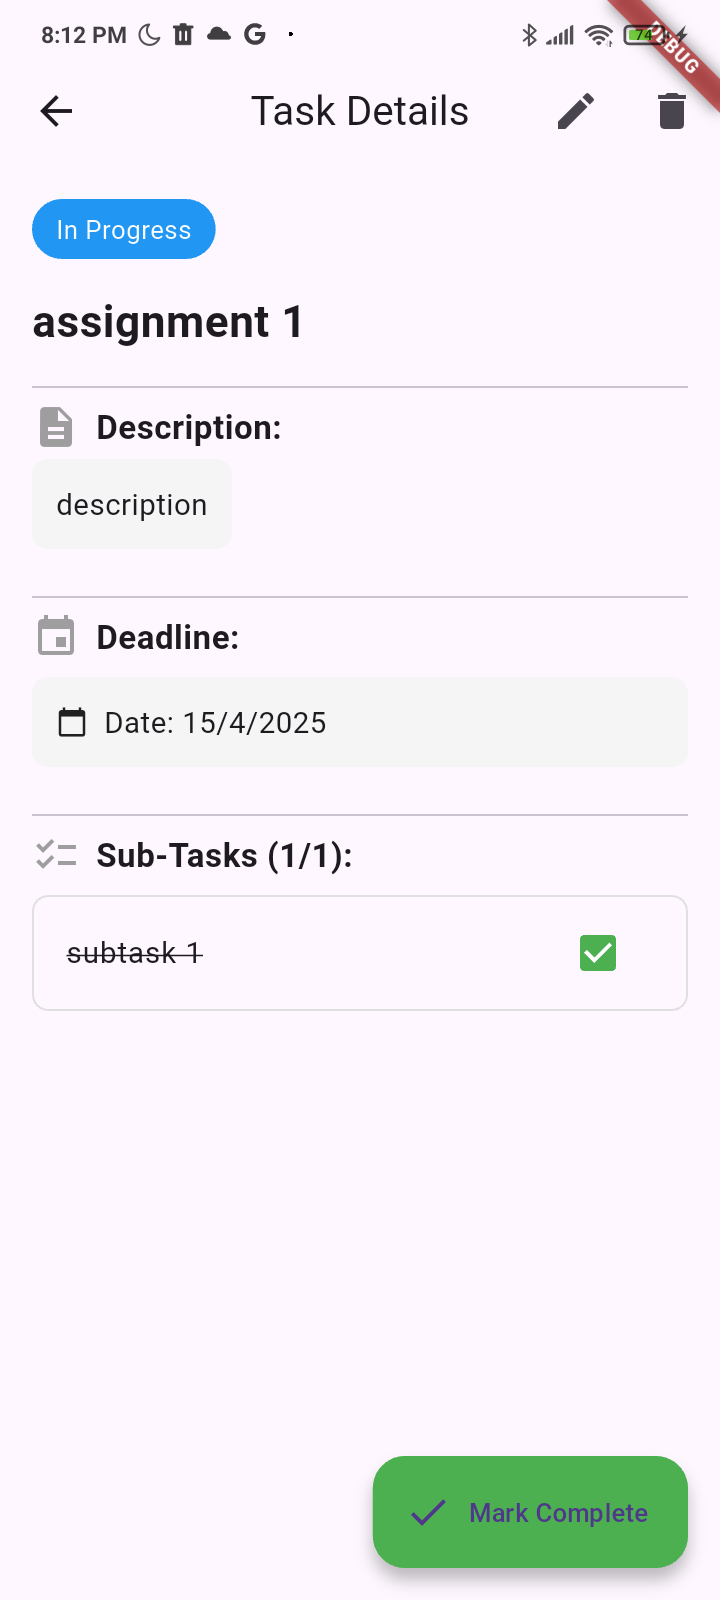 8:12 PM
74
DEBUG
Task Details
In Progress
assignment 1
Description:
description
Deadline:
Date: 15/4/2025
Sub-Tasks (1/1):
subtask 1
Mark Complete